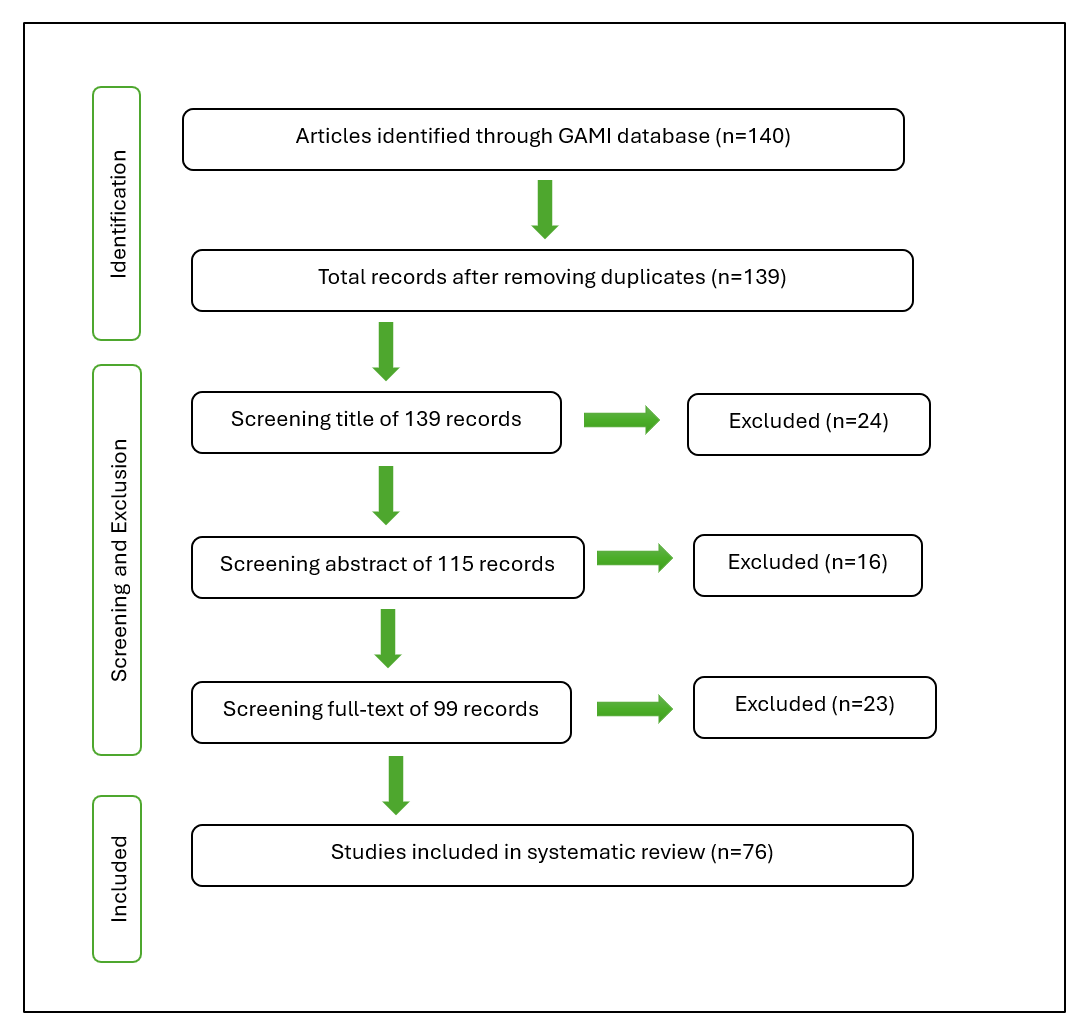 Identification
Articles identified through GAMI database (n=140)
Total records after removing duplicates (n=139)
Screening and Exclusion
Screening title of 139 records
Excluded (n=24)
Screening abstract of 115 records
Excluded (n=16)
Screening full-text of 99 records
Excluded (n=23)
Included
Studies included in systematic review (n=76)